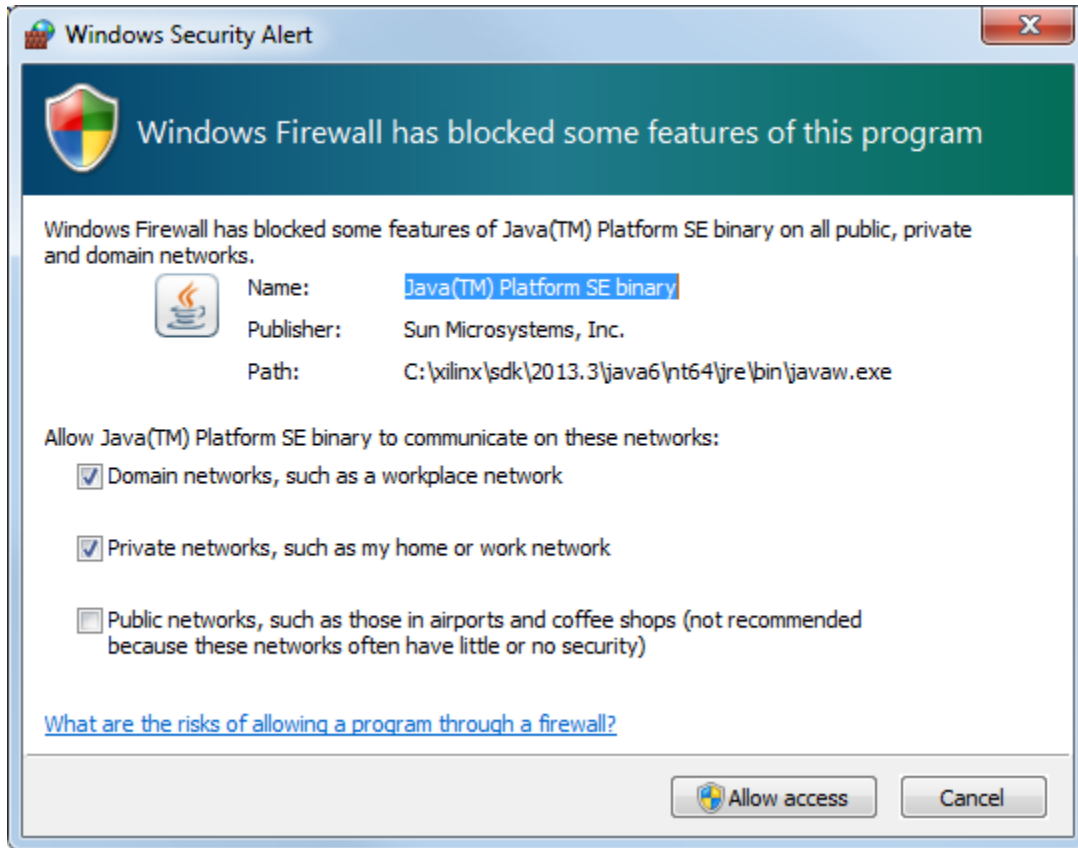 Windows Security Alert
Windows Firewall has blocked some features of this program
Windows Firewall has blocked some features of Java(TM) Platform SE binary on all public, private
and domain networks.
Name: Java(TM) Platform SE binary
Publisher: Sun Microsystems, Inc.
Path: C:\xilinx\sdk\2013.3\java6\nt64\jre\bin\javaw.exe
Allow Java(TM) Platform SE binary to communicate on these networks:
Domain networks, such as a workplace network
Private networks, such as my home or work network
Public networks, such as those in airports and coffee shops (not recommended
because these networks often have little or no security)
What are the risks of allowing a program through a firewall?
Allow access Cancel